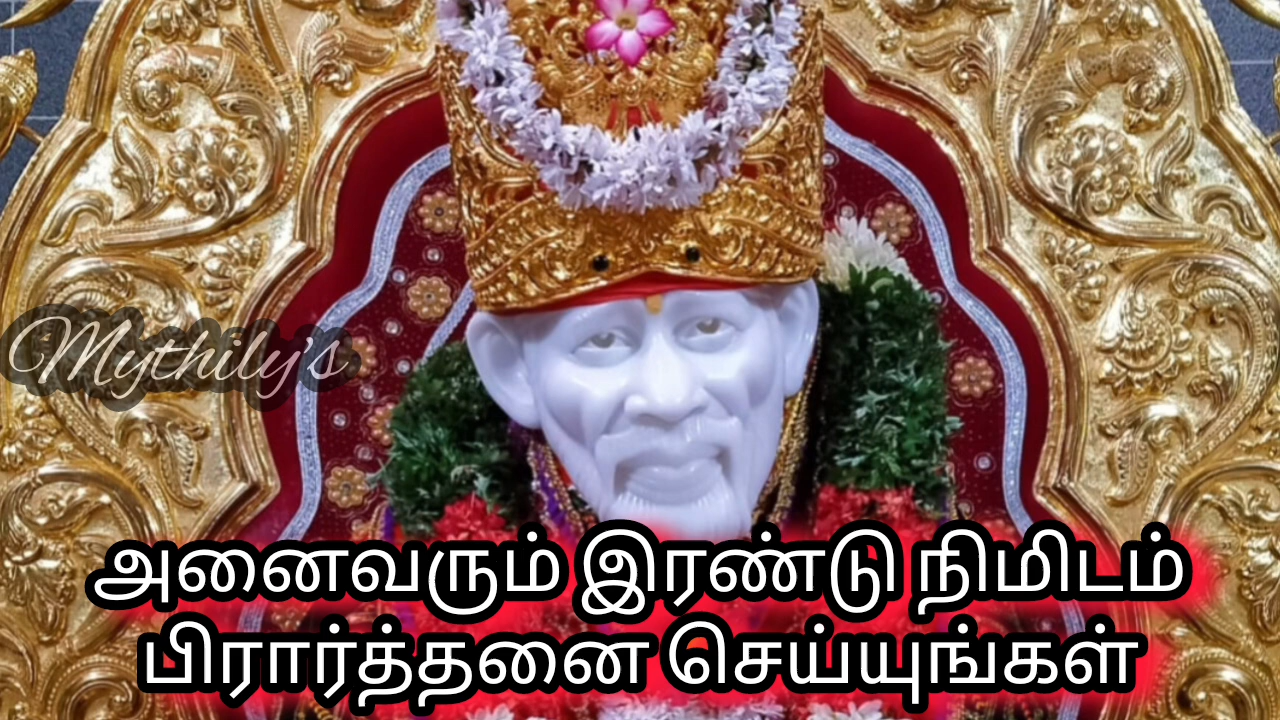 Mythily's
அனைவரும் இரண்டு நிமிடம்
பிரார்த்தனை செய்யுங்கள்